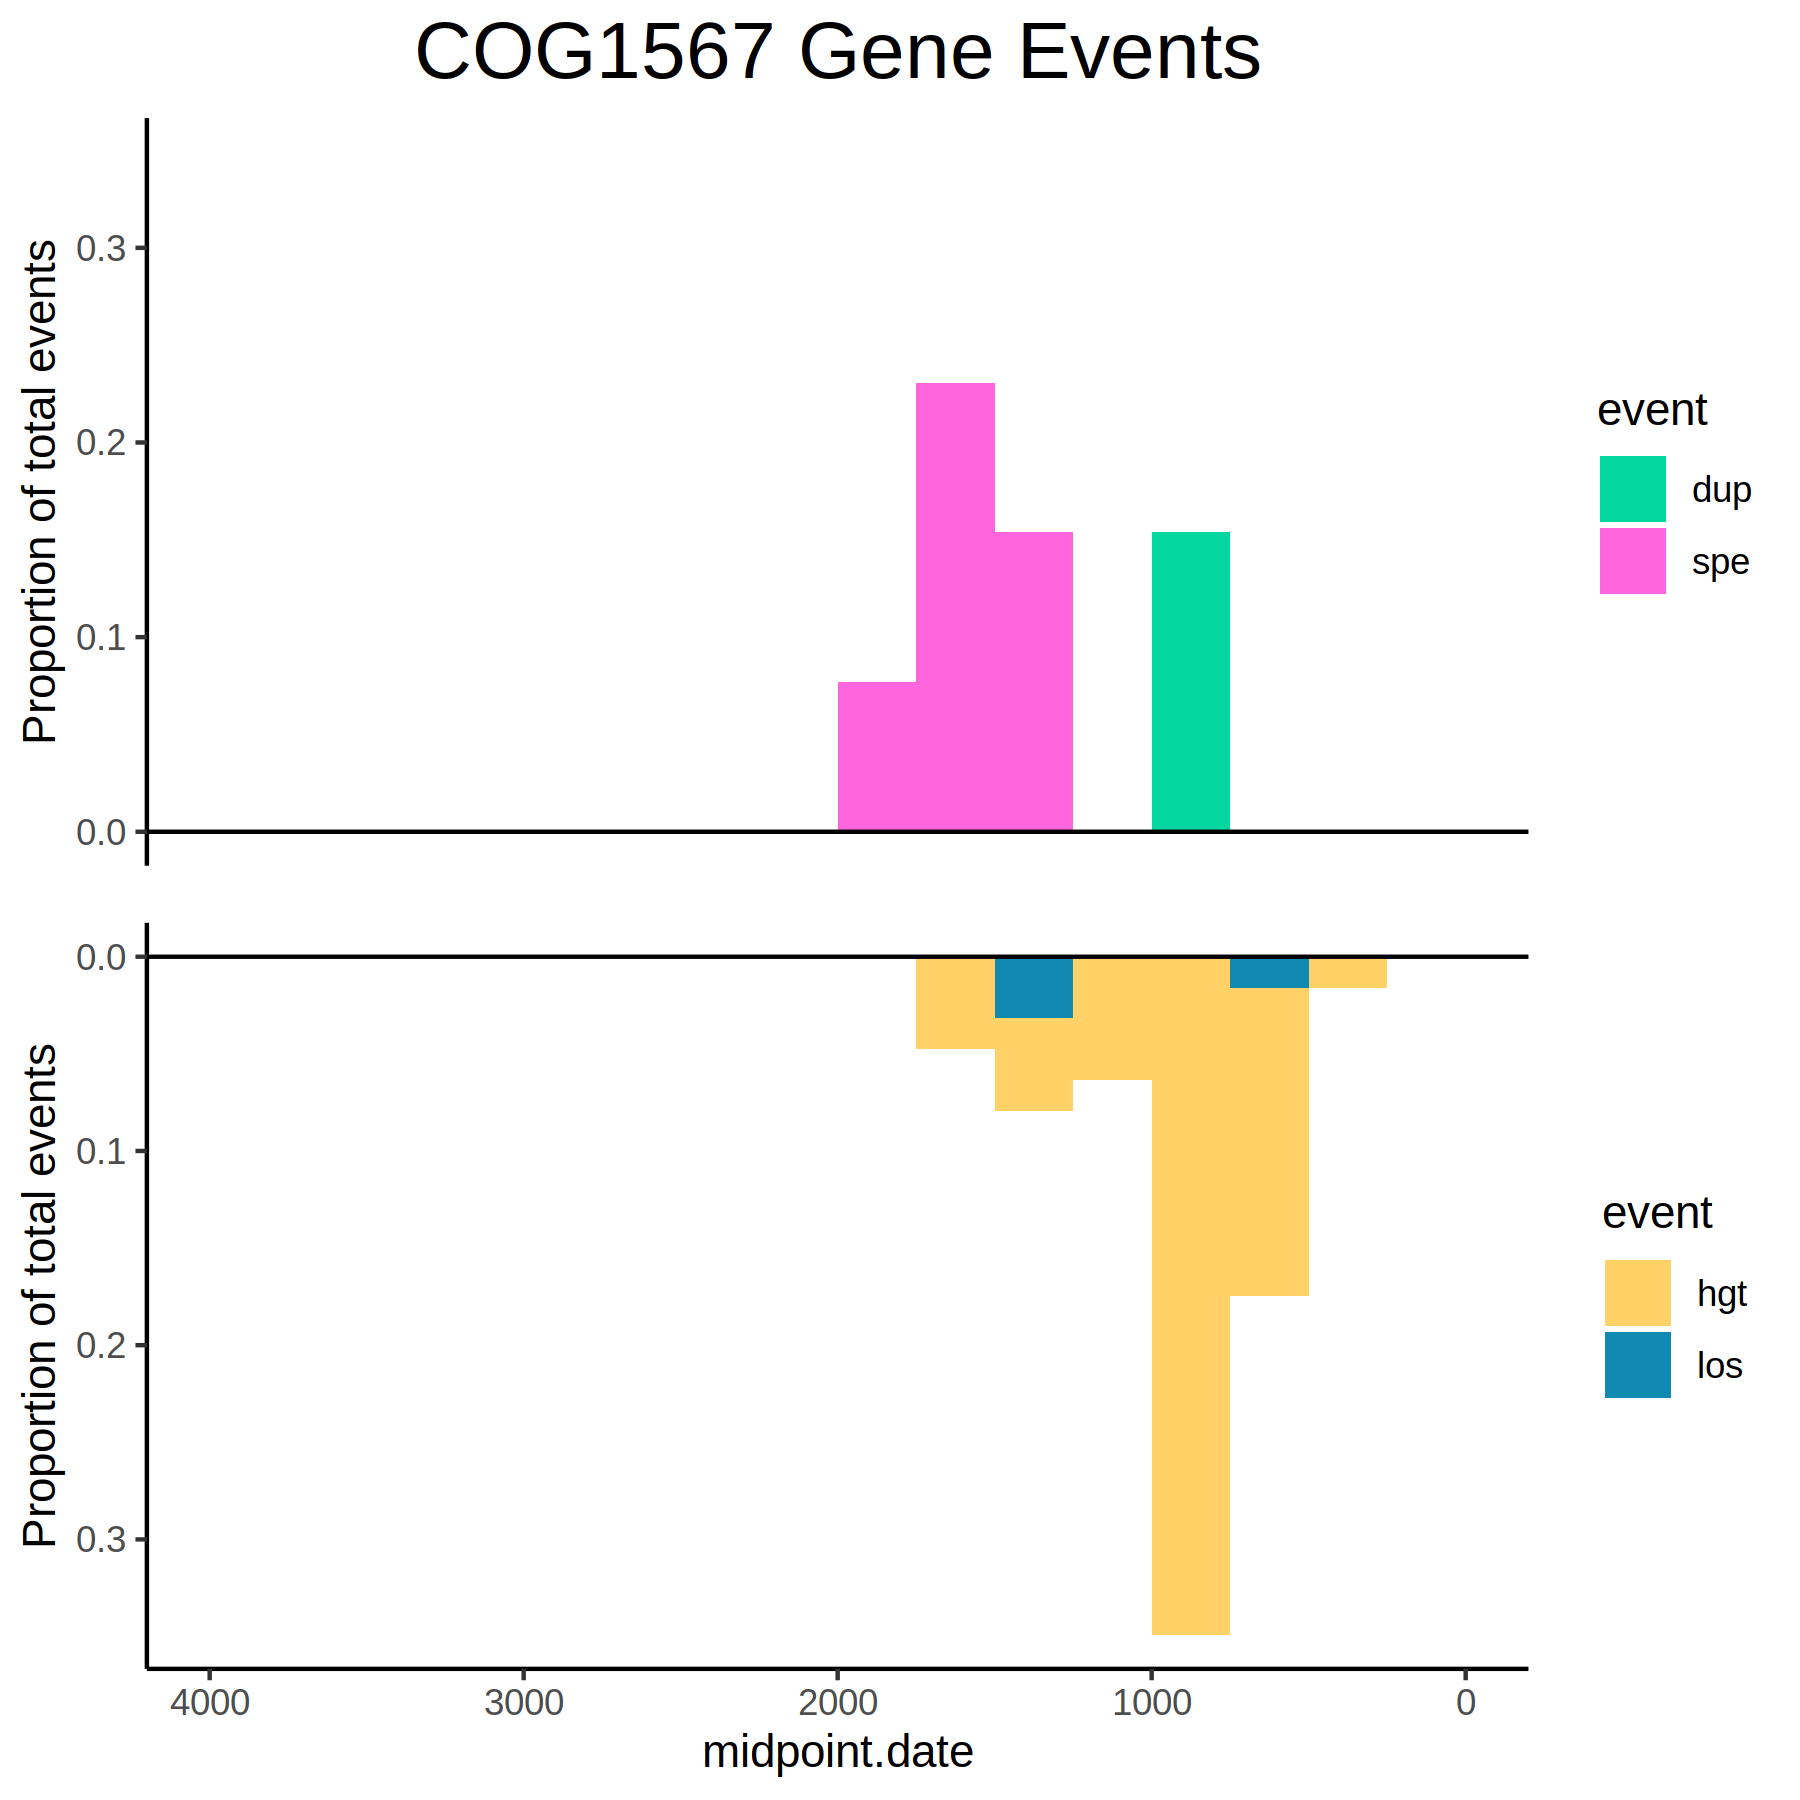 COG1567 Gene Events
Proportion of total events
0.3
0.2
0.1
0.0
event
dup
spe
Proportion of total events
0.0
0.1
0.2
0.3
event
hgt
los
4000 3000 2000 1000 0
midpoint.date